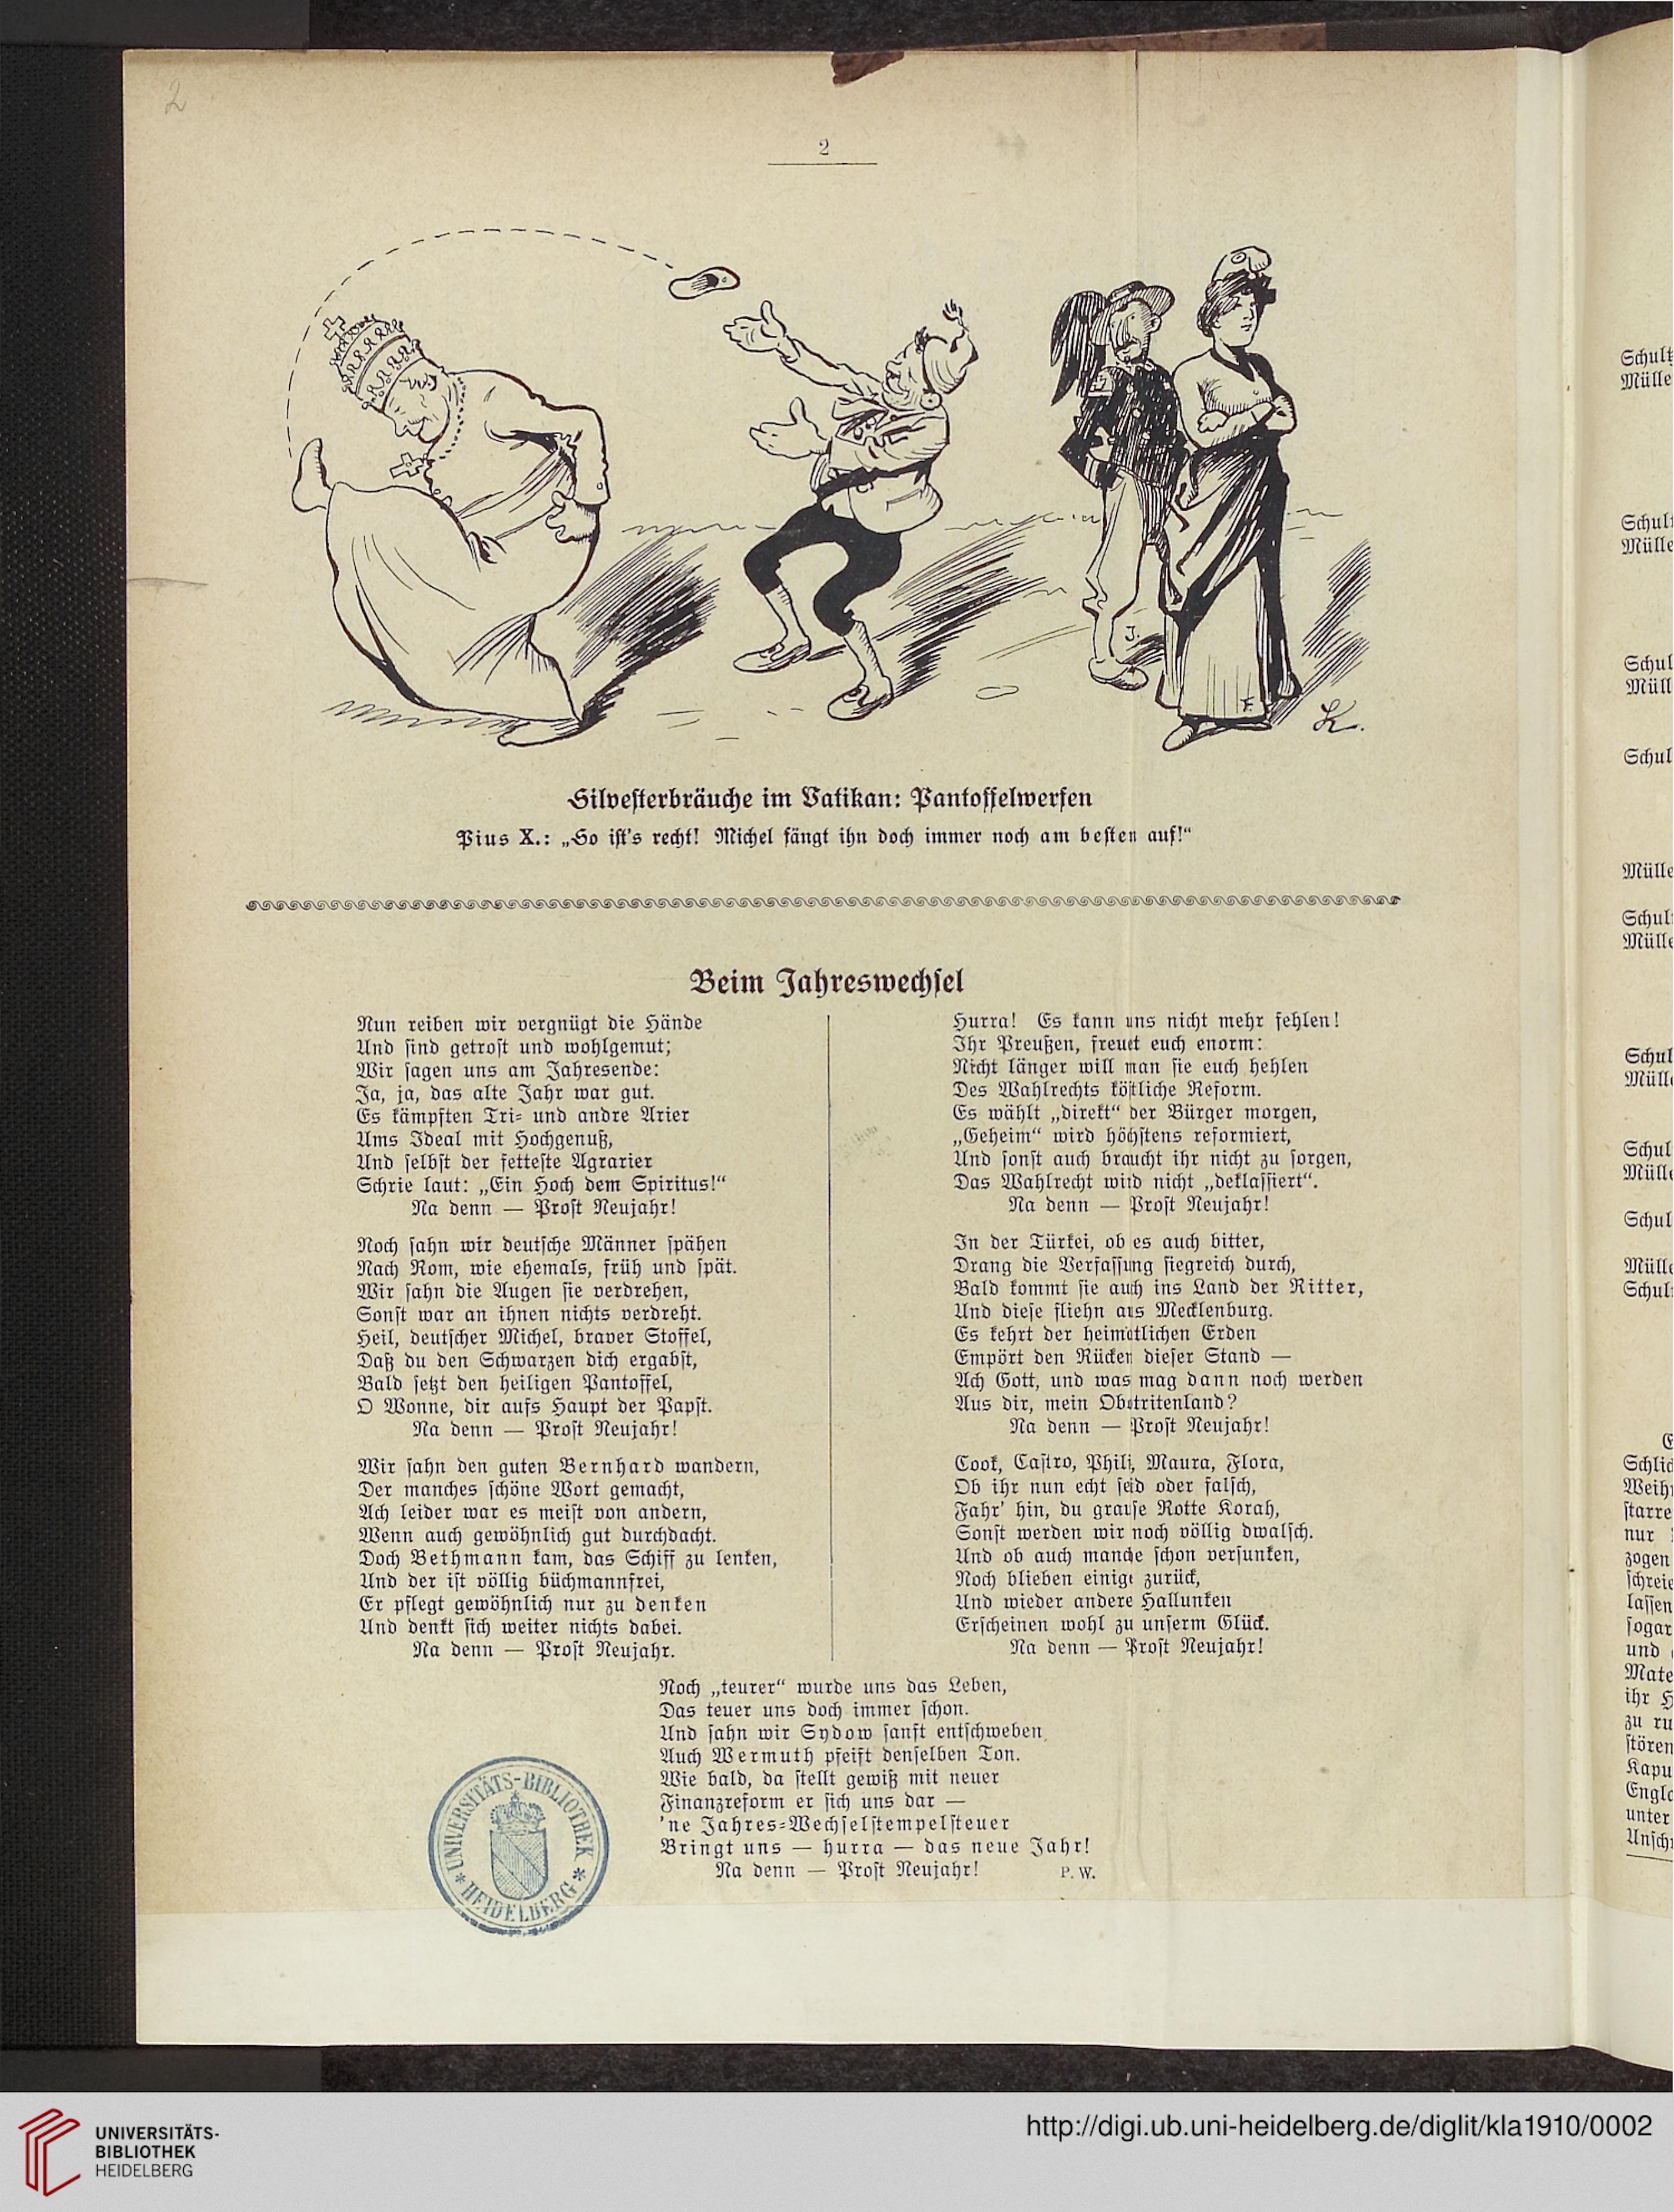 2
2
J.
F.
K.
Silvesterbräuche im Vatikan: Pantoffelwerfen
Pius X.: „So ist's recht! Michel fängt ihn doch immer noch am besten auf!“
Beim Jahreswechsel
Nun reiben wir vergnügt die Hände
Und sind getrost und wohlgemut;
Wir sagen uns am Jahresende:
Ja, ja, das alte Jahr war gut.
Es kämpften Tri- und andre Arier
Ums Ideal mit Hochgenuß,
Und selbst der fetteste Agrarier
Schrie laut: „Ein Hoch dem Spiritus!“
Na denn — Prost Neujahr!
Noch sahn wir deutsche Männer spähen
Nach Rom, wie ehemals, früh und spät.
Wir sahn die Augen sie verdrehen,
Sonst war an ihnen nichts verdreht.
Heil, deutscher Michel, braver Stoffel,
Daß du den Schwarzen dich ergabst,
Bald setzt den heiligen Pantoffel,
O Wonne, dir aufs Haupt der Papst.
Na denn — Prost Neujahr!
Wir sahn den guten Bernhard wandern,
Der manches schöne Wort gemacht,
Ach leider war es meist von andern,
Wenn auch gewöhnlich gut durchdacht.
Doch Bethmann kam, das Schiff zu lenken,
Und der ist völlig büchmannfrei,
Er pflegt gewöhnlich nur zu denken
Und denkt sich weiter nichts dabei.
Na denn — Prost Neujahr.
Hurra! Es kann uns nicht mehr fehlen!
Ihr Preußen, freuet euch enorm:
Nicht länger will man sie euch hehlen
Des Wahlrechts köstliche Reform.
Es wählt „direkt“ der Bürger morgen,
„Geheim“ wird höchstens reformiert,
Und sonst auch braucht ihr nicht zu sorgen,
Das Wahlrecht wird nicht „deklassiert“.
Na denn — Prost Neujahr!
In der Türkei, ob es auch bitter,
Drang die Verfassung siegreich durch,
Bald kommt sie auch ins Land der Ritter,
Und diese fliehn aus Mecklenburg.
Es kehrt der heimatlichen Erden
Empört den Rücken dieser Stand —
Ach Gott, und was mag dann noch werden
Aus dir, mein Obotritenland?
Na denn — Prost Neujahr!
Cook, Castro, Phili, Maura, Flora,
Ob ihr nun echt seid oder falsch,
Fahr' hin, du grause Rotte Korah,
Sonst werden wir noch völlig dwalsch.
Und ob auch manche schon versunken,
Noch blieben einige zurück,
Und wieder andere Hallunken
Erscheinen wohl zu unserm Glück.
Na denn — Prost Neujahr!
Noch „teurer“ wurde uns das Leben,
Das teuer uns doch immer schon.
Und sahn wir Sydow sanft entschweben
Auch Wermuth pfeift denselben Ton.
Wie bald, da stellt gewiß mit neuer
Finanzreform er sich uns dar —
'ne Jahres-Wechselstempelsteuer
Bringt uns — hurra — das neue Jahr!
Na denn — Prost Neujahr! P. W.
* UNIVERSITÄTS-BIBLIOTHEK * HEIDELBERG
UNIVERSITÄTS-
BIBLIOTHEK
HEIDELBERG
http://digi.ub.uni-heidelberg.de/diglit/kla1910/0002